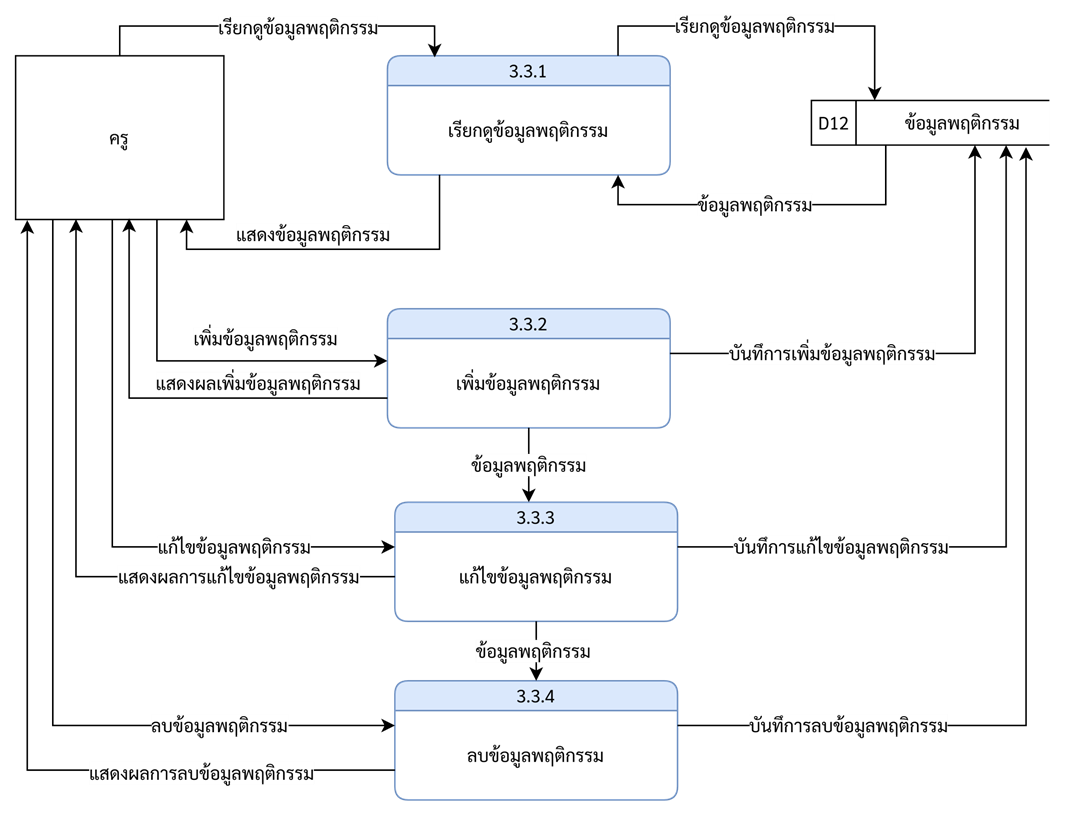 เรียกดูข้อมูลพฤติกรรม
เรียกดูข้อมูลพฤติกรรม
3.3.1
เรียกดูข้อมูลพฤติกรรม
ครู
D12
ข้อมูลพฤติกรรม
ข้อมูลพฤติกรรม
แสดงข้อมูลพฤติกรรม
3.3.2
เพิ่มข้อมูลพฤติกรรม
เพิ่มข้อมูลพฤติกรรม
แสดงผลเพิ่มข้อมูลพฤติกรรม
บันทึการเพิ่มข้อมูลพฤติกรรม
ข้อมูลพฤติกรรม
3.3.3
แก้ไขข้อมูลพฤติกรรม
แก้ไขข้อมูลพฤติกรรม
แสดงผลการแก้ไขข้อมูลพฤติกรรม
บันทึการแก้ไขข้อมูลพฤติกรรม
ข้อมูลพฤติกรรม
3.3.4
ลบข้อมูลพฤติกรรม
ลบข้อมูลพฤติกรรม
แสดงผลการลบข้อมูลพฤติกรรม
บันทึการลบข้อมูลพฤติกรรม